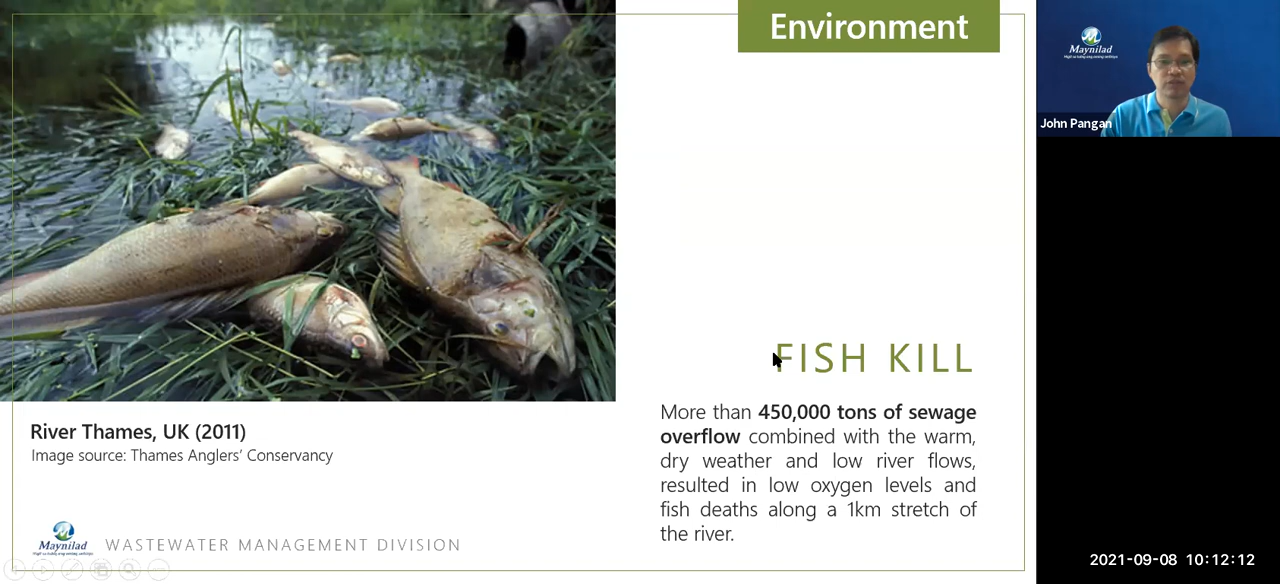 Environment
FISH KILL
More than 450,000 tons of sewage
overflow combined with the warm,
dry weather and low river flows,
resulted in low oxygen levels and
fish deaths along a 1km stretch of
the river.
River Thames, UK (2011)
Image source: Thames Anglers’ Conservancy
Maynilad
WASTEWATER MANAGEMENT DIVISION
Maynilad
John Pangan
2021-09-08 10:12:12